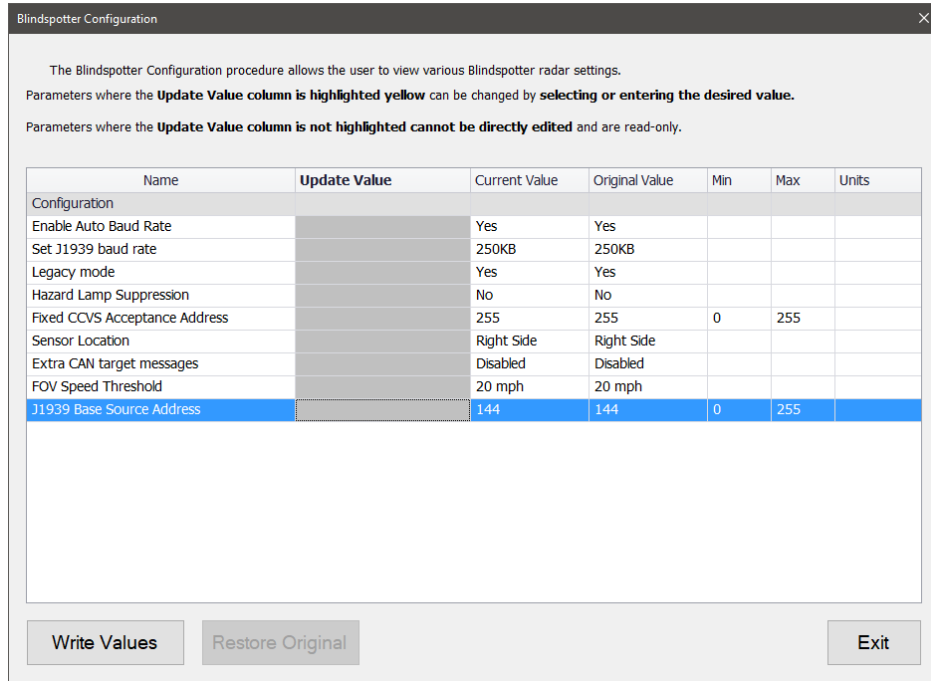 Blindspotter Configuration
The Blindspotter Configuration procedure allows the user to view various Blindspotter radar settings.
Parameters where the Update Value column is highlighted yellow can be changed by selecting or entering the desired value.
Parameters where the Update Value column is not highlighted cannot be directly edited and are read-only.
Name Update Value Current Value Original Value Min Max Units
Configuration
Enable Auto Baud Rate Yes Yes
Set J1939 baud rate 250KB 250KB
Legacy mode Yes Yes
Hazard Lamp Suppression No No
Fixed CCVS Acceptance Address 255 255 0 255
Sensor Location Right Side Right Side
Extra CAN target messages Disabled Disabled
FOV Speed Threshold 20 mph 20 mph
J1939 Base Source Address 144 144 0 255
Write Values Restore Original Exit